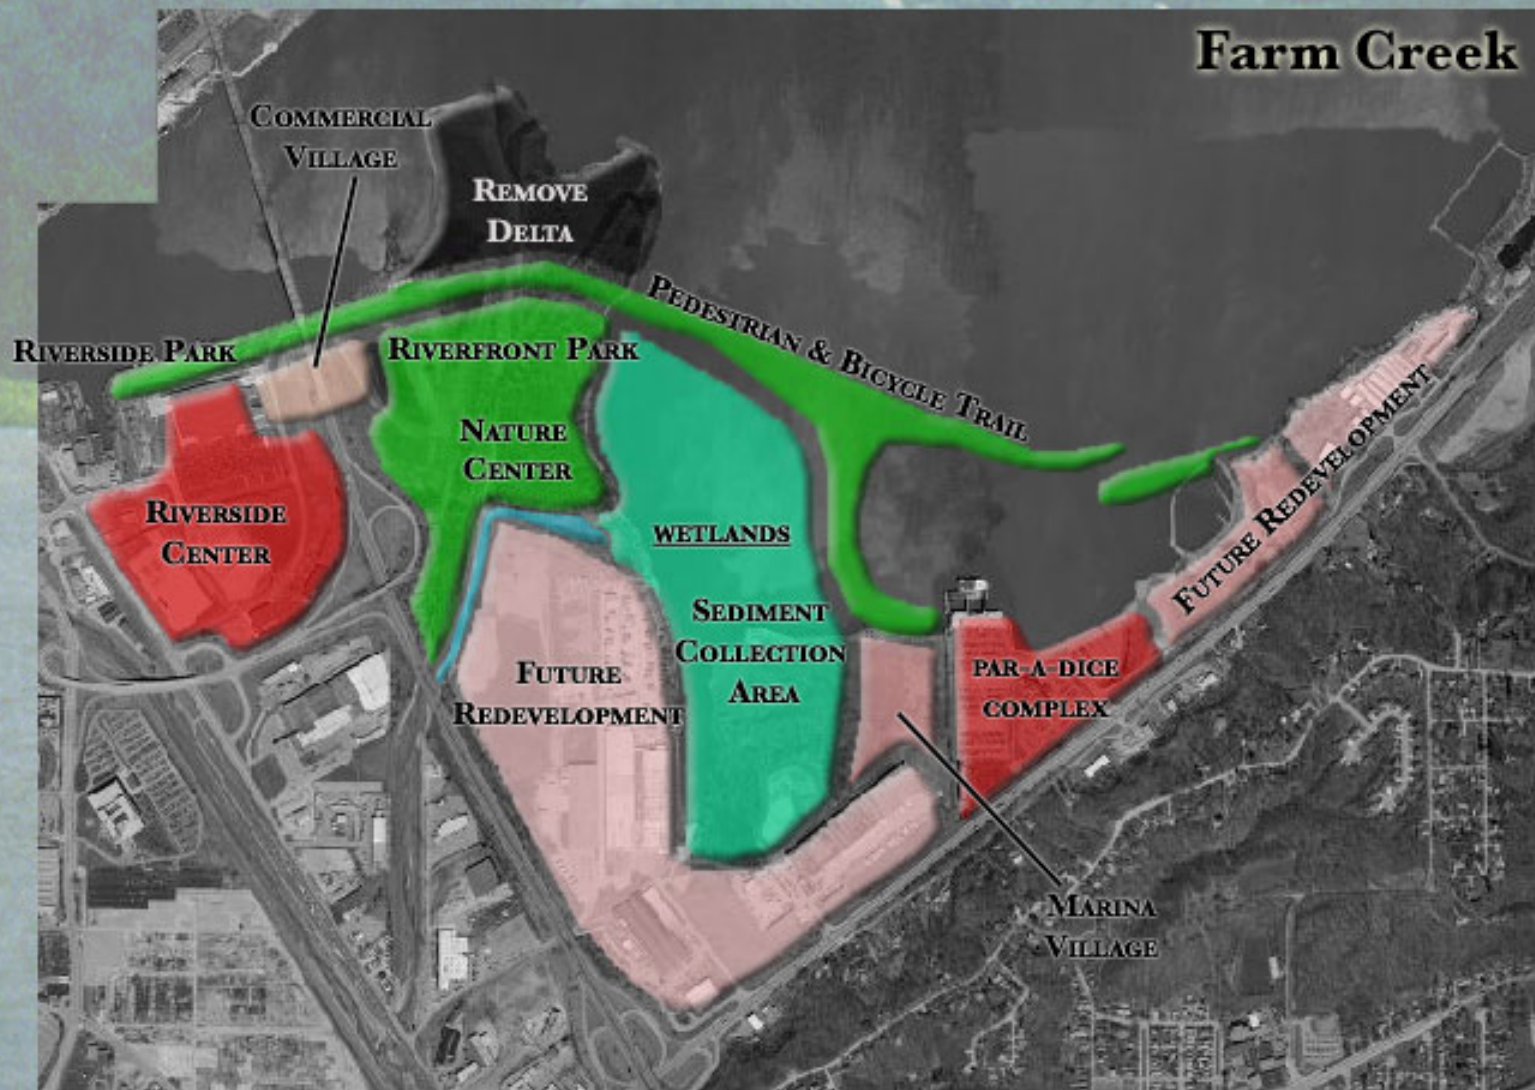 Farm Creek
COMMERCIAL
VILLAGE
REMOVE
DELTA
PEDESTRIAN & BICYCLE TRAIL
RIVERSIDE PARK
RIVERFRONT PARK
NATURE
CENTER
RIVERSIDE
CENTER
WETLANDS
SEDIMENT
COLLECTION
AREA
FUTURE
REDEVELOPMENT
FUTURE REDEVELOPMENT
PAR-A-DICE
COMPLEX
MARINA
VILLAGE